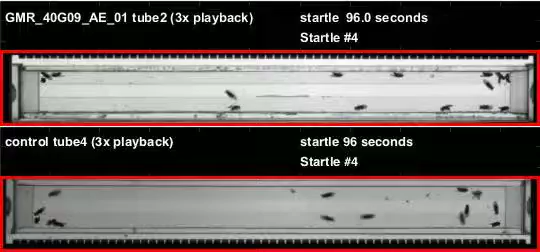 GMR_40G09_AE_01 tube2 (3x playback) startle 96.0 seconds
Startle #4
control tube4 (3x playback) startle 96 seconds
Startle #4